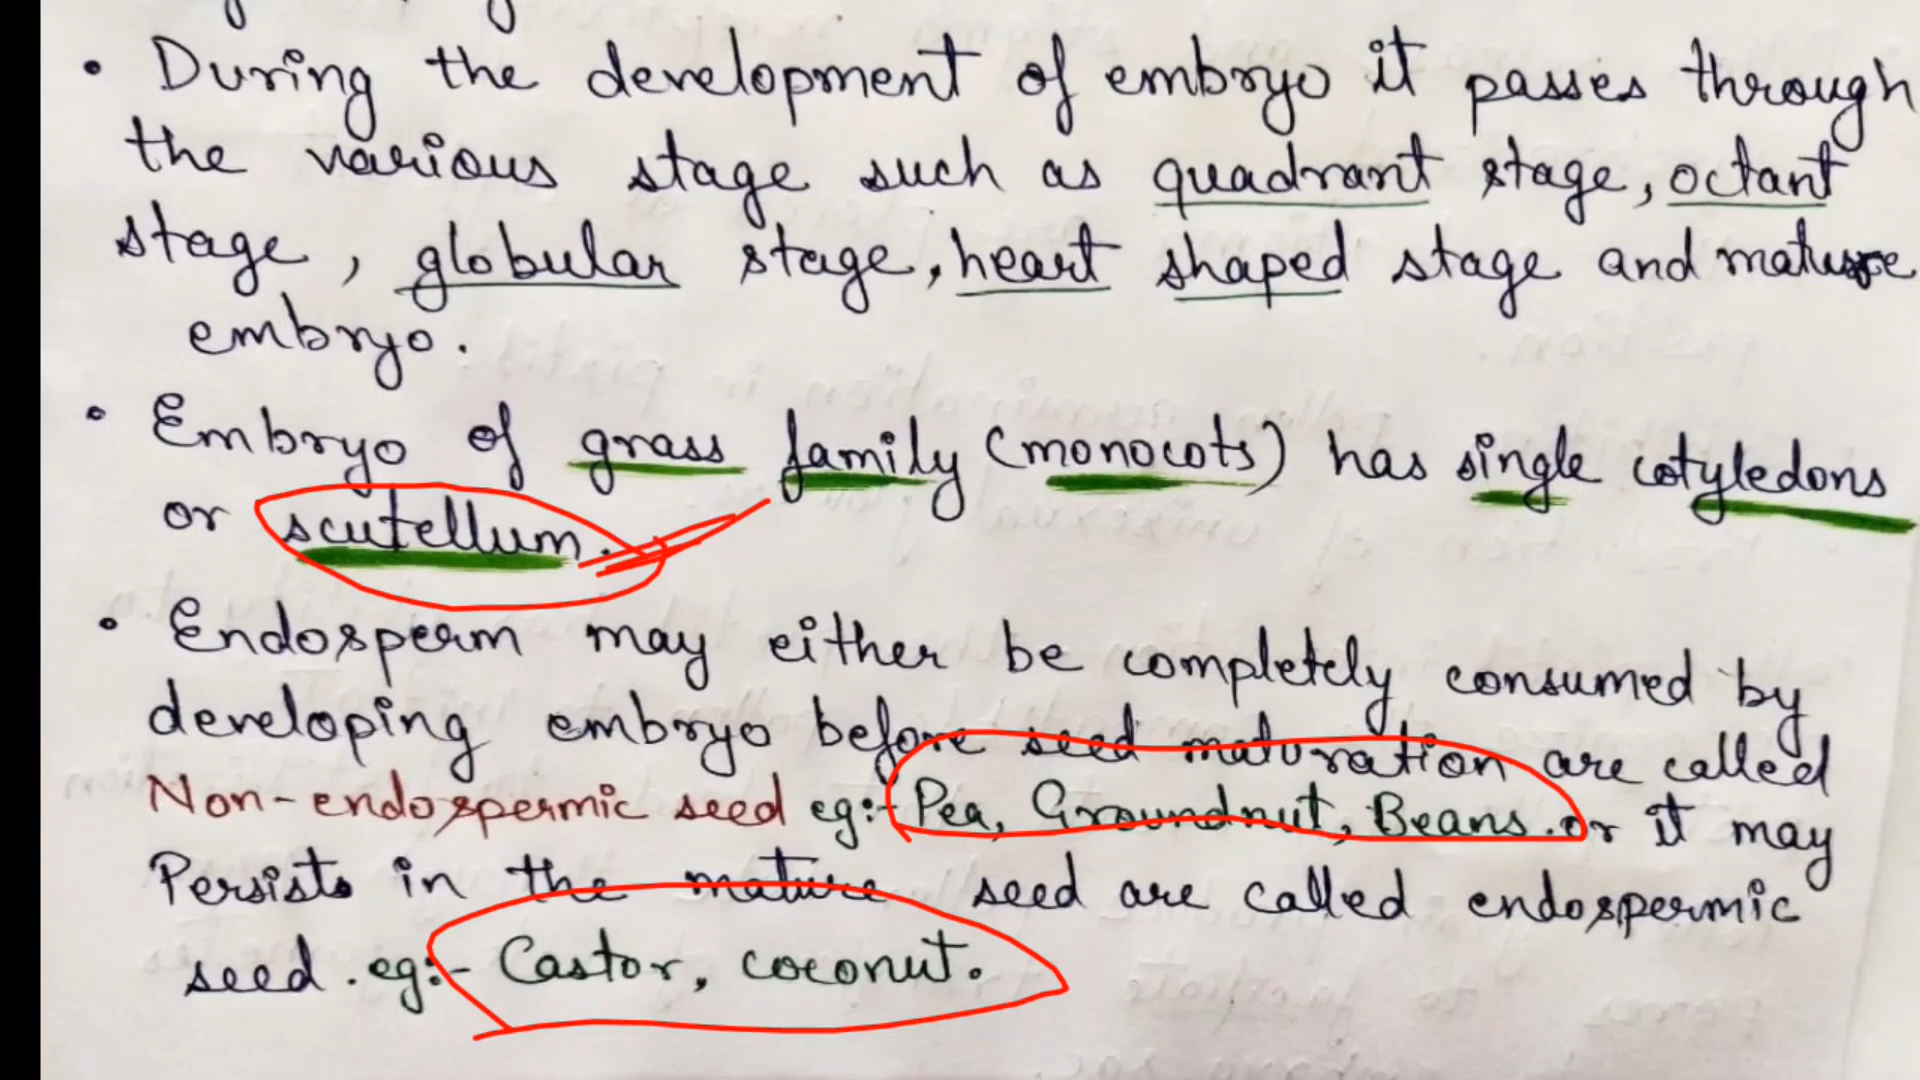 • During the development of embryo it passes through
the various stage such as quadrant stage, octant
stage, globular stage, heart shaped stage and mature
embryo.
• Embryo of grass family (monocots) has single cotyledons
or scutellum.
• Endosperm may either be completely consumed by
developing embryo before seed maturation are called
Non-endospermic seed eg:- Pea, Groundnut, Beans. or it may
Persists in the mature seed are called endospermic
seed. eg:- Castor, coconut.